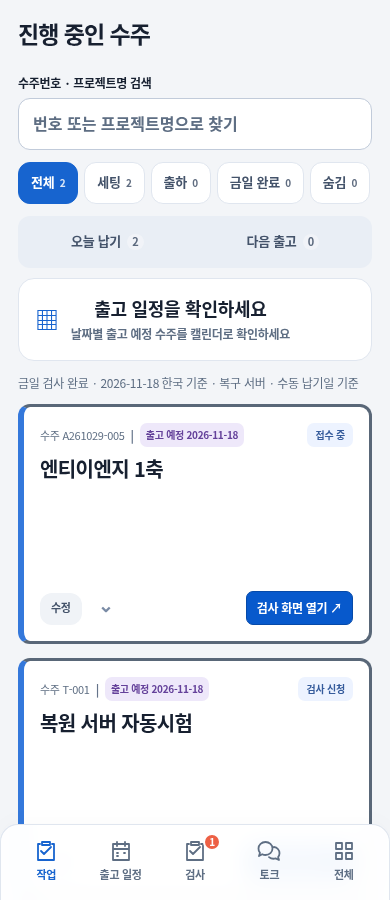 진행 중인 수주
수주번호 · 프로젝트명 검색
번호 또는 프로젝트명으로 찾기
전체 2 세팅 0 출하 0 금일 완료 0 숨김 0
오늘 납기 2 다음 출고 0
출고 일정을 확인하세요
날짜별 출고 예정 수주를 캘린더로 확인하세요
금일 검사 완료 · 2026-11-18 한국 기준 · 복구 서버 · 수동 납기일 기준
수주 A261029-005 | 출고 예정 2026-11-18 접수 중
엔티이엔지 1축
수정 검사 화면 열기 ↗
수주 T-001 | 출고 예정 2026-11-18 검사 신청
복원 서버 자동시험
1
작업 출고 일정 검사 토크 전체